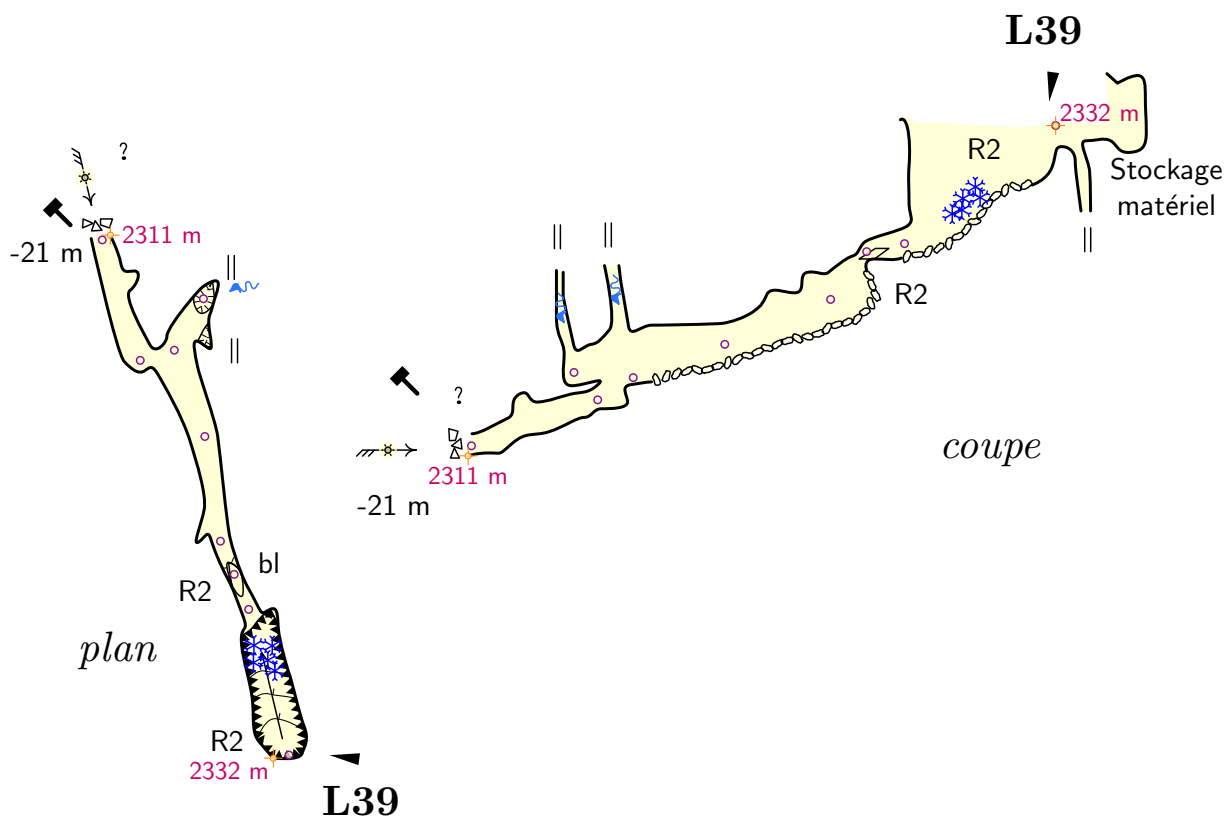 L39
2332 m
R2
Stockage
matériel
?
2311 m
-21 m
R2
?
coupe
2311 m
-21 m
bl
R2
plan
R2
2332 m
L39